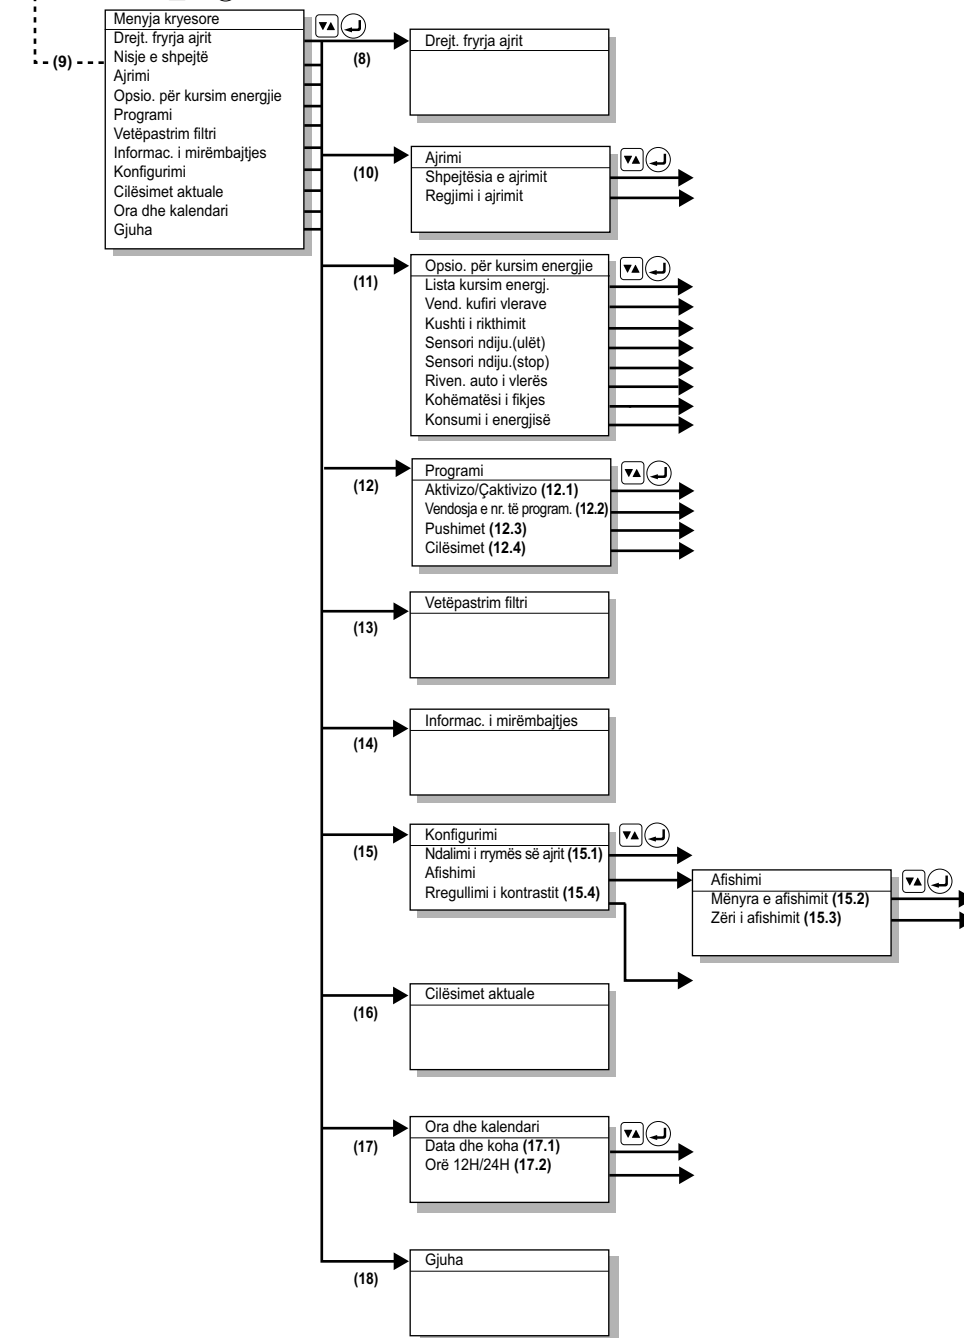 Menyja kryesore
Drejt. fryrja ajrit
Nisje e shpejtë
Ajrimi
Opsio. për kursim energjie
Programi
Vetëpastrim filtri
Informac. i mirëmbajtjes
Konfigurimi
Cilësimet aktuale
Ora dhe kalendari
Gjuha
(9)
(8)
Drejt. fryrja ajrit
(10)
Ajrimi
Shpejtësia e ajrimit
Regjimi i ajrimit
(11)
Opsio. për kursim energjie
Lista kursim energj.
Vend. kufiri vlerave
Kushti i rikthimit
Sensori ndiju.(ulët)
Sensori ndiju.(stop)
Riven. auto i vlerës
Kohëmatësi i fikjes
Konsumi i energjisë
(12)
Programi
Aktivizo/Çaktivizo (12.1)
Vendosja e nr. të program. (12.2)
Pushimet (12.3)
Cilësimet (12.4)
(13)
Vetëpastrim filtri
(14)
Informac. i mirëmbajtjes
(15)
Konfigurimi
Ndalimi i rrymës së ajrit (15.1)
Afishimi
Rregullimi i kontrastit (15.4)
Afishimi
Mënyra e afishimit (15.2)
Zëri i afishimit (15.3)
(16)
Cilësimet aktuale
(17)
Ora dhe kalendari
Data dhe koha (17.1)
Orë 12H/24H (17.2)
(18)
Gjuha